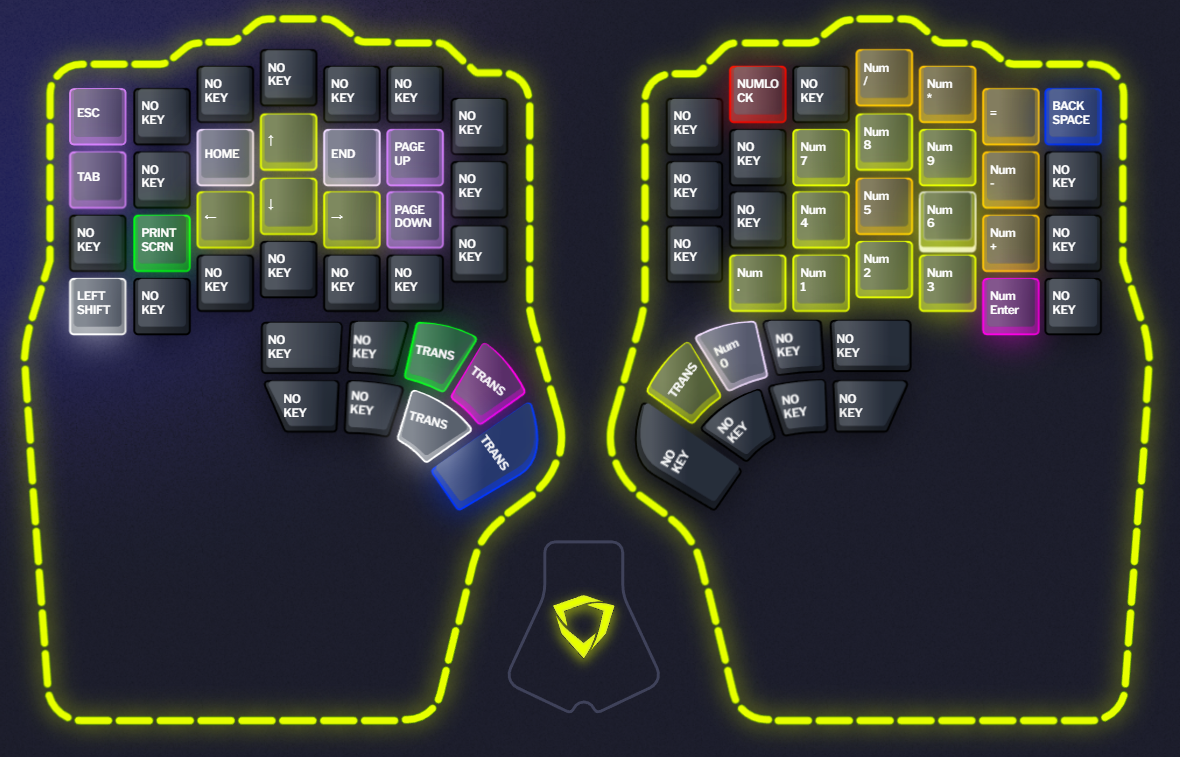 NO
KEY
NO
KEY
NO
KEY
NO
KEY
ESC
NO
KEY
NO
KEY
HOME
↑
END
PAGE
UP
TAB
NO
KEY
NO
KEY
←
↓
→
PAGE
DOWN
NO
KEY
PRINT
SCRN
NO
KEY
NO
KEY
NO
KEY
NO
KEY
NO
KEY
LEFT
SHIFT
NO
KEY
NO
KEY
NO
KEY
TRANS
TRANS
NO
KEY
NO
KEY
TRANS
TRANS
NUMLO
CK
NO
KEY
Num
/
Num
*
=
BACK
SPACE
NO
KEY
NO
KEY
Num
7
Num
8
Num
9
Num
-
NO
KEY
NO
KEY
NO
KEY
Num
4
Num
5
Num
6
Num
+
NO
KEY
NO
KEY
Num
.
Num
1
Num
2
Num
3
Num
Enter
NO
KEY
TRANS
Num
0
NO
KEY
NO
KEY
NO
KEY
NO
KEY
NO
KEY
NO
KEY